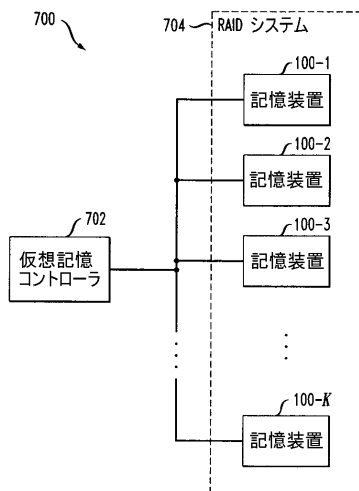 700
704
RAID システム
100-1
記憶装置
100-2
記憶装置
702
100-3
仮想記憶
コントローラ
記憶装置
100-K
記憶装置